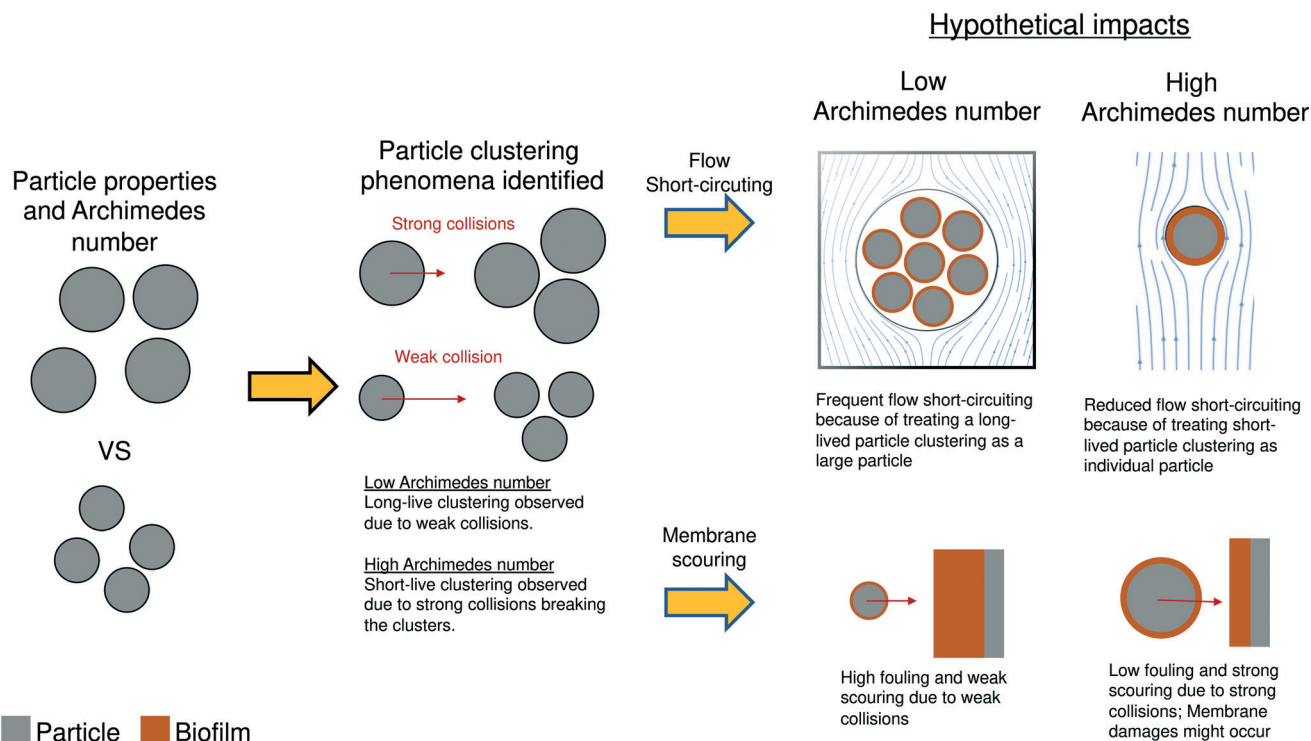 Hypothetical impacts
Low
Archimedes number
High
Archimedes number
Particle properties
and Archimedes
number
VS
Particle clustering
phenomena identified
Strong collisions
Weak collision
Low Archimedes number
Long-live clustering observed
due to weak collisions.
High Archimedes number
Short-live clustering observed
due to strong collisions breaking
the clusters.
Flow
Short-circuting
Frequent flow short-circuiting
because of treating a long-
lived particle clustering as a
large particle
Reduced flow short-circuiting
because of treating short-
lived particle clustering as
individual particle
Membrane
scouring
High fouling and weak
scouring due to weak
collisions
Low fouling and strong
scouring due to strong
collisions; Membrane
damages might occur
Particle
Biofilm